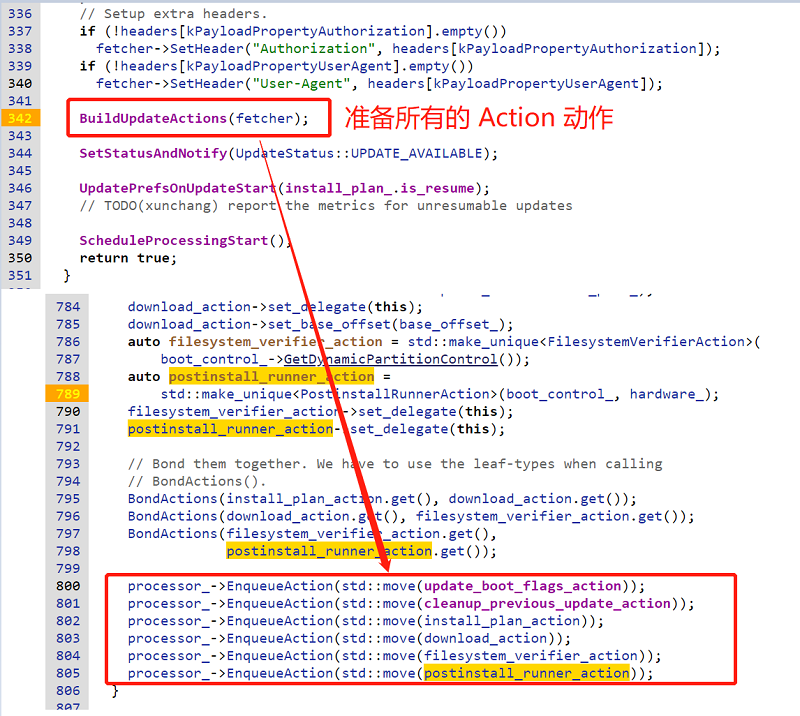 336 // Setup extra headers.
337 if (!headers[kPayloadPropertyAuthorization].empty())
338 fetcher->SetHeader("Authorization", headers[kPayloadPropertyAuthorization]);
339 if (!headers[kPayloadPropertyUserAgent].empty())
340 fetcher->SetHeader("User-Agent", headers[kPayloadPropertyUserAgent]);
341
342 BuildUpdateActions(fetcher); 准备所有的 Action 动作
343
344 SetStatusAndNotify(UpdateStatus::UPDATE_AVAILABLE);
345
346 UpdatePrefsOnUpdateStart(install_plan_.is_resume);
347 // TODO(xunchang) report the metrics for unresumable updates
348
349 ScheduleProcessingStart();
350 return true;
351 }
784 download_action->set_delegate(this);
785 download_action->set_base_offset(base_offset_);
786 auto filesystem_verifier_action = std::make_unique<FilesystemVerifierAction>(
787 boot_control_->GetDynamicPartitionControl());
788 auto postinstall_runner_action =
789 std::make_unique<PostinstallRunnerAction>(boot_control_, hardware_);
790 filesystem_verifier_action->set_delegate(this);
791 postinstall_runner_action->set_delegate(this);
792
793 // Bond them together. We have to use the leaf-types when calling
794 // BondActions().
795 BondActions(install_plan_action.get(), download_action.get());
796 BondActions(download_action.get(), filesystem_verifier_action.get());
797 BondActions(filesystem_verifier_action.get(),
798 postinstall_runner_action.get());
799
800 processor_->EnqueueAction(std::move(update_boot_flags_action));
801 processor_->EnqueueAction(std::move(cleanup_previous_update_action));
802 processor_->EnqueueAction(std::move(install_plan_action));
803 processor_->EnqueueAction(std::move(download_action));
804 processor_->EnqueueAction(std::move(filesystem_verifier_action));
805 processor_->EnqueueAction(std::move(postinstall_runner_action));
806 }
807